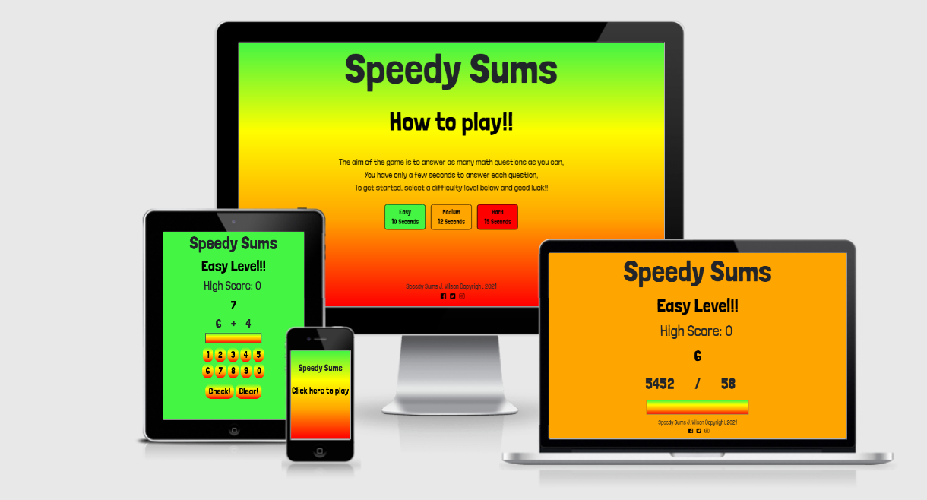 Speedy Sums
How to play!!
The aim of the game is to answer as many math questions as you can,
You have only a few seconds to answer each question,
To get started, select a difficulty level below and good luck!!
Easy
10 Seconds
Medium
12 Seconds
Hard
15 Seconds
Speedy Sums J. Wilson Copyright 2021
Speedy Sums
Easy Level!!
High Score: 0
7
6 + 4
1 2 3 4 5
6 7 8 9 0
Check! Clear!
Speedy Sums
Click here to play
Speedy Sums
Easy Level!!
High Score: 0
6
5452 / 58
Speedy Sums J. Wilson Copyright 2021